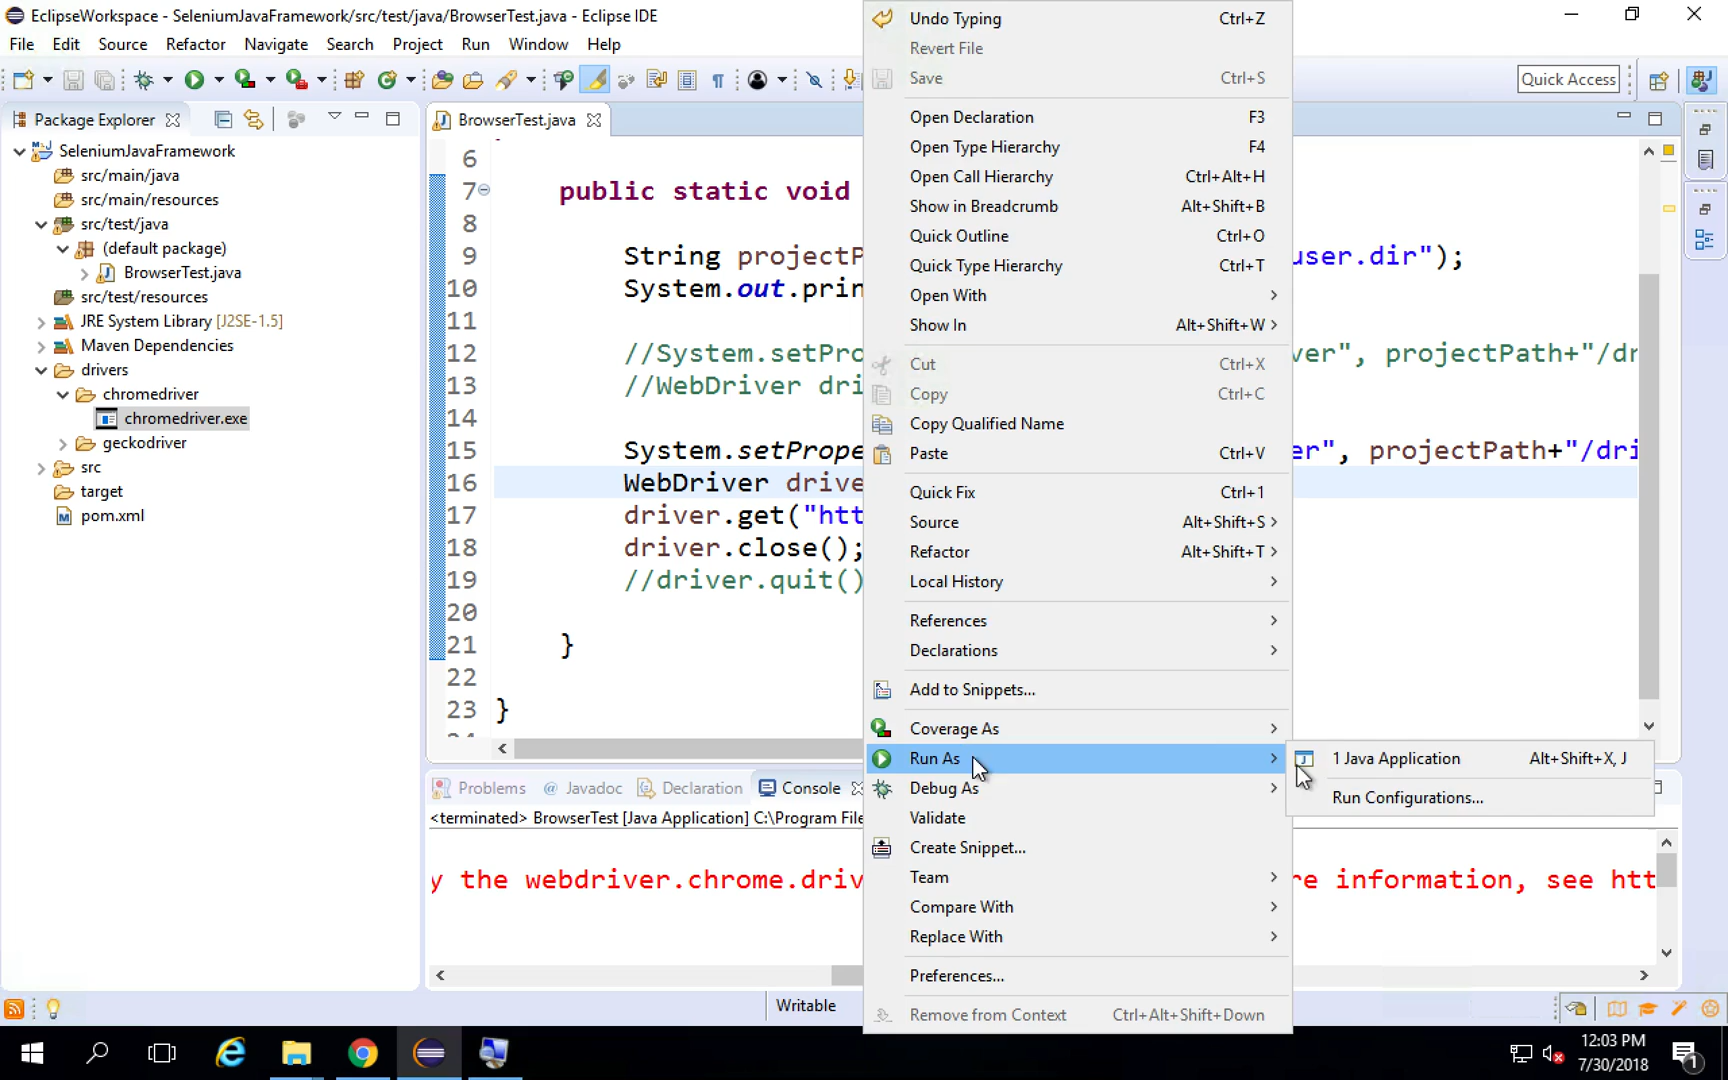 EclipseWorkspace - SeleniumJavaFramework/src/test/java/BrowserTest.java - Eclipse IDE
File Edit Source Refactor Navigate Search Project Run Window Help
Quick Access
Package Explorer
SeleniumJavaFramework
src/main/java
src/main/resources
src/test/java
(default package)
BrowserTest.java
src/test/resources
JRE System Library [J2SE-1.5]
Maven Dependencies
drivers
chromedriver
chromedriver.exe
geckodriver
src
target
pom.xml
BrowserTest.java
6
7 public static void
8
9 String projectP user.dir");
10 System.out.prin
11
12 //System.setPro ver", projectPath+"/dr
13 //WebDriver dri
14
15 System.setPrope er", projectPath+"/dri
16 WebDriver drive
17 driver.get("htt
18 driver.close();
19 //driver.quit()
20
21 }
22
23 }
Undo Typing Ctrl+Z
Revert File
Save Ctrl+S
Open Declaration F3
Open Type Hierarchy F4
Open Call Hierarchy Ctrl+Alt+H
Show in Breadcrumb Alt+Shift+B
Quick Outline Ctrl+O
Quick Type Hierarchy Ctrl+T
Open With
Show In Alt+Shift+W
Cut Ctrl+X
Copy Ctrl+C
Copy Qualified Name
Paste Ctrl+V
Quick Fix Ctrl+1
Source Alt+Shift+S
Refactor Alt+Shift+T
Local History
References
Declarations
Add to Snippets...
Coverage As
Run As
Debug As
Validate
Create Snippet...
Team
Compare With
Replace With
Preferences...
Remove from Context Ctrl+Alt+Shift+Down
1 Java Application Alt+Shift+X, J
Run Configurations...
Problems Javadoc Declaration Console
<terminated> BrowserTest [Java Application] C:\Program File
y the webdriver.chrome.driv re information, see htt
Writable
12:03 PM
7/30/2018
1